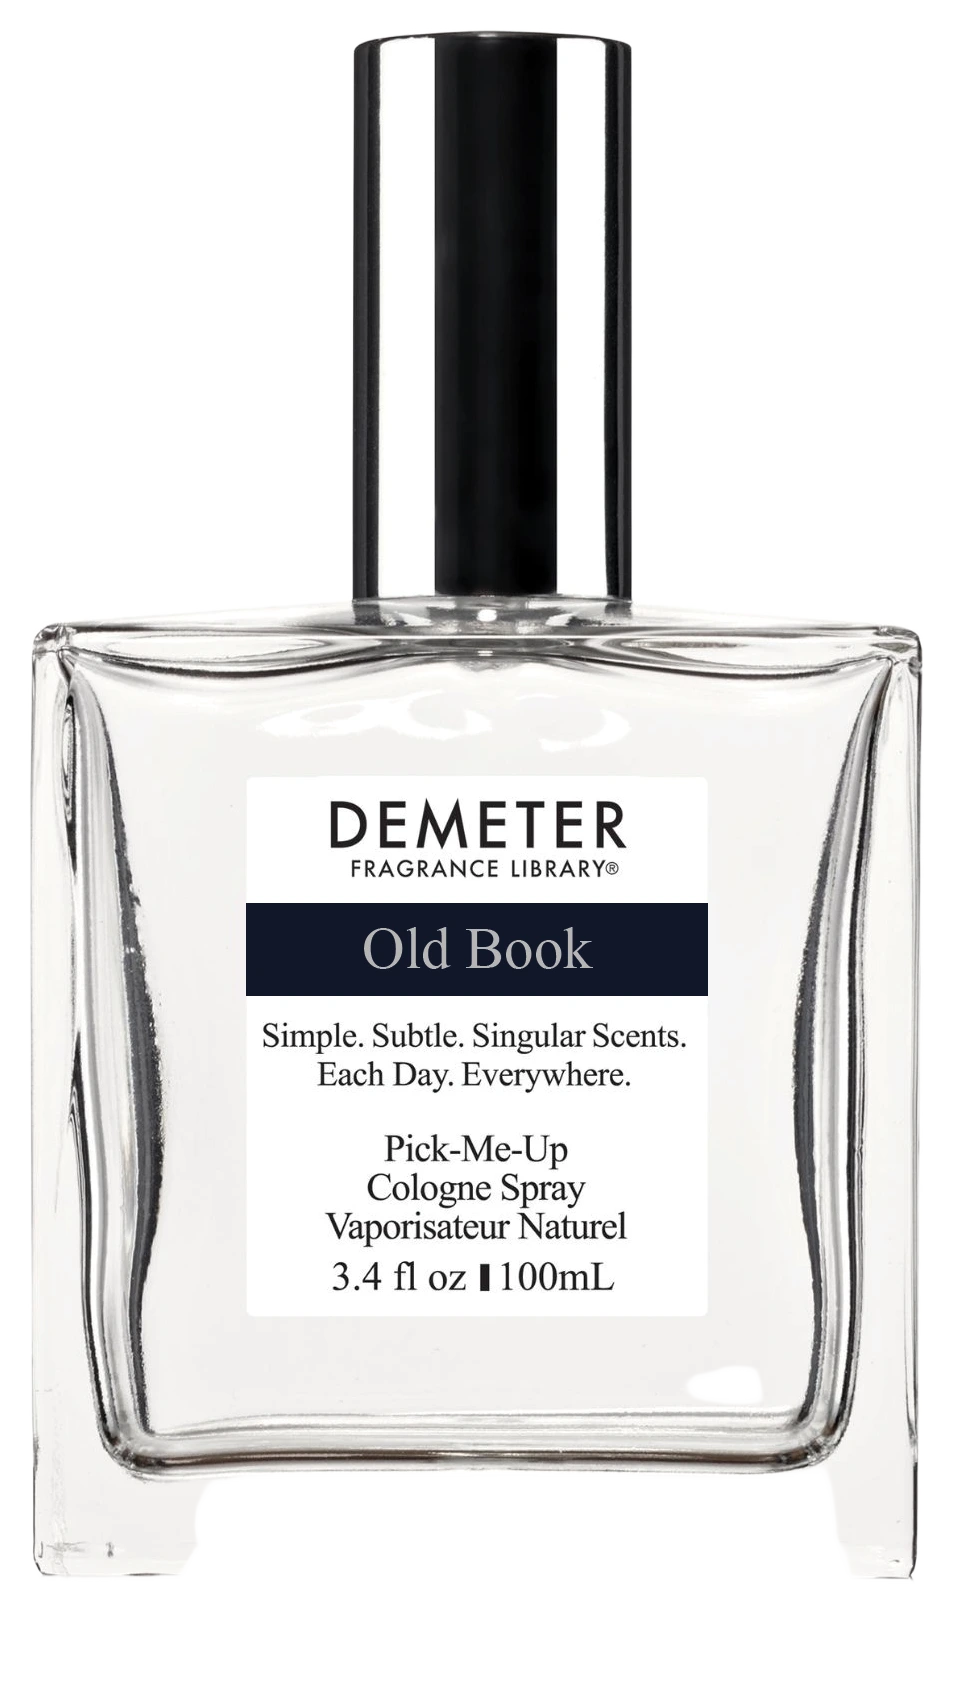 DEMETER
FRAGRANCE LIBRARY®
Old Book
Simple. Subtle. Singular Scents.
Each Day. Everywhere.
Pick-Me-Up
Cologne Spray
Vaporisateur Naturel
3.4 fl oz ▮ 100mL